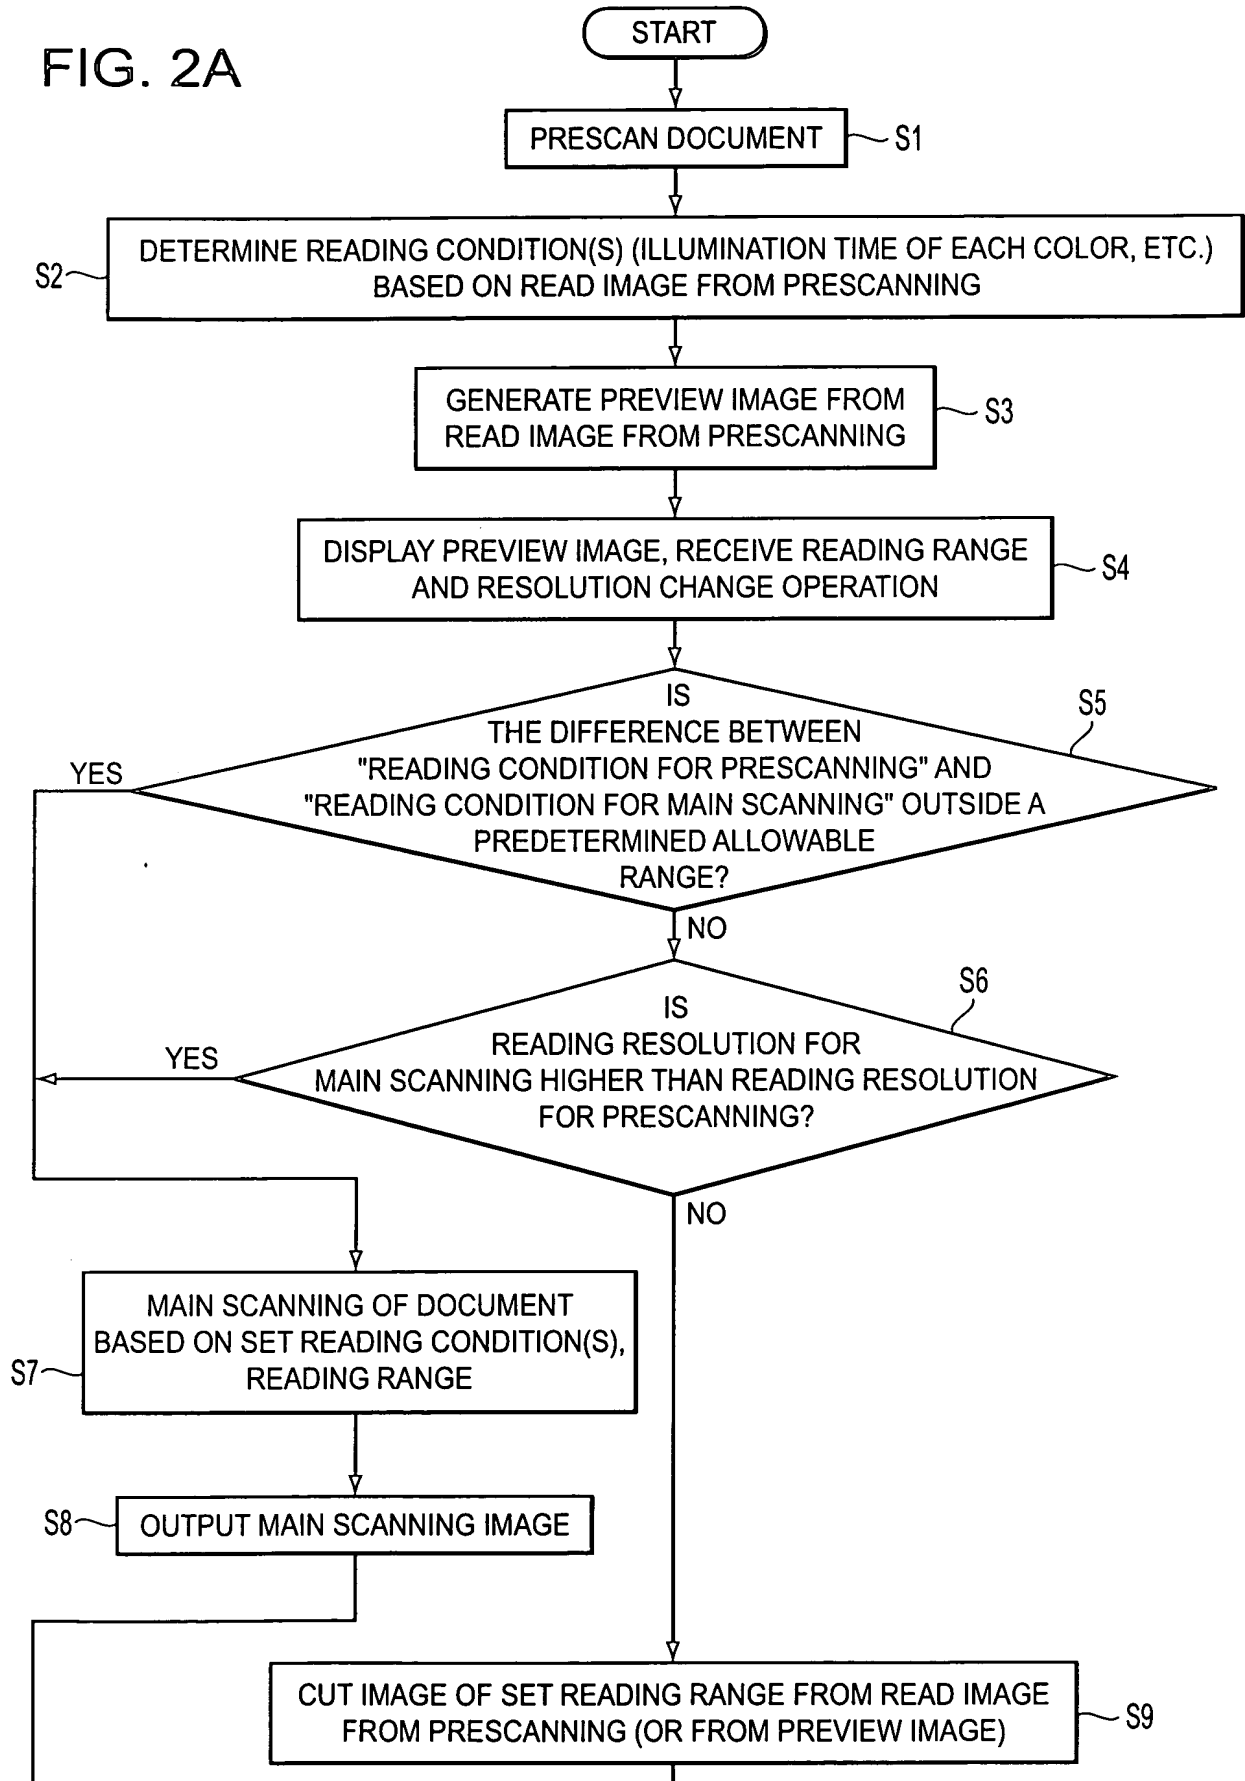 FIG. 2A
START
PRESCAN DOCUMENT
S1
DETERMINE READING CONDITION(S) (ILLUMINATION TIME OF EACH COLOR, ETC.)
BASED ON READ IMAGE FROM PRESCANNING
S2
GENERATE PREVIEW IMAGE FROM
READ IMAGE FROM PRESCANNING
S3
DISPLAY PREVIEW IMAGE, RECEIVE READING RANGE
AND RESOLUTION CHANGE OPERATION
S4
IS
THE DIFFERENCE BETWEEN
"READING CONDITION FOR PRESCANNING" AND
"READING CONDITION FOR MAIN SCANNING" OUTSIDE A
PREDETERMINED ALLOWABLE
RANGE?
S5
YES
NO
IS
READING RESOLUTION FOR
MAIN SCANNING HIGHER THAN READING RESOLUTION
FOR PRESCANNING?
S6
YES
NO
MAIN SCANNING OF DOCUMENT
BASED ON SET READING CONDITION(S),
READING RANGE
S7
OUTPUT MAIN SCANNING IMAGE
S8
CUT IMAGE OF SET READING RANGE FROM READ IMAGE
FROM PRESCANNING (OR FROM PREVIEW IMAGE)
S9